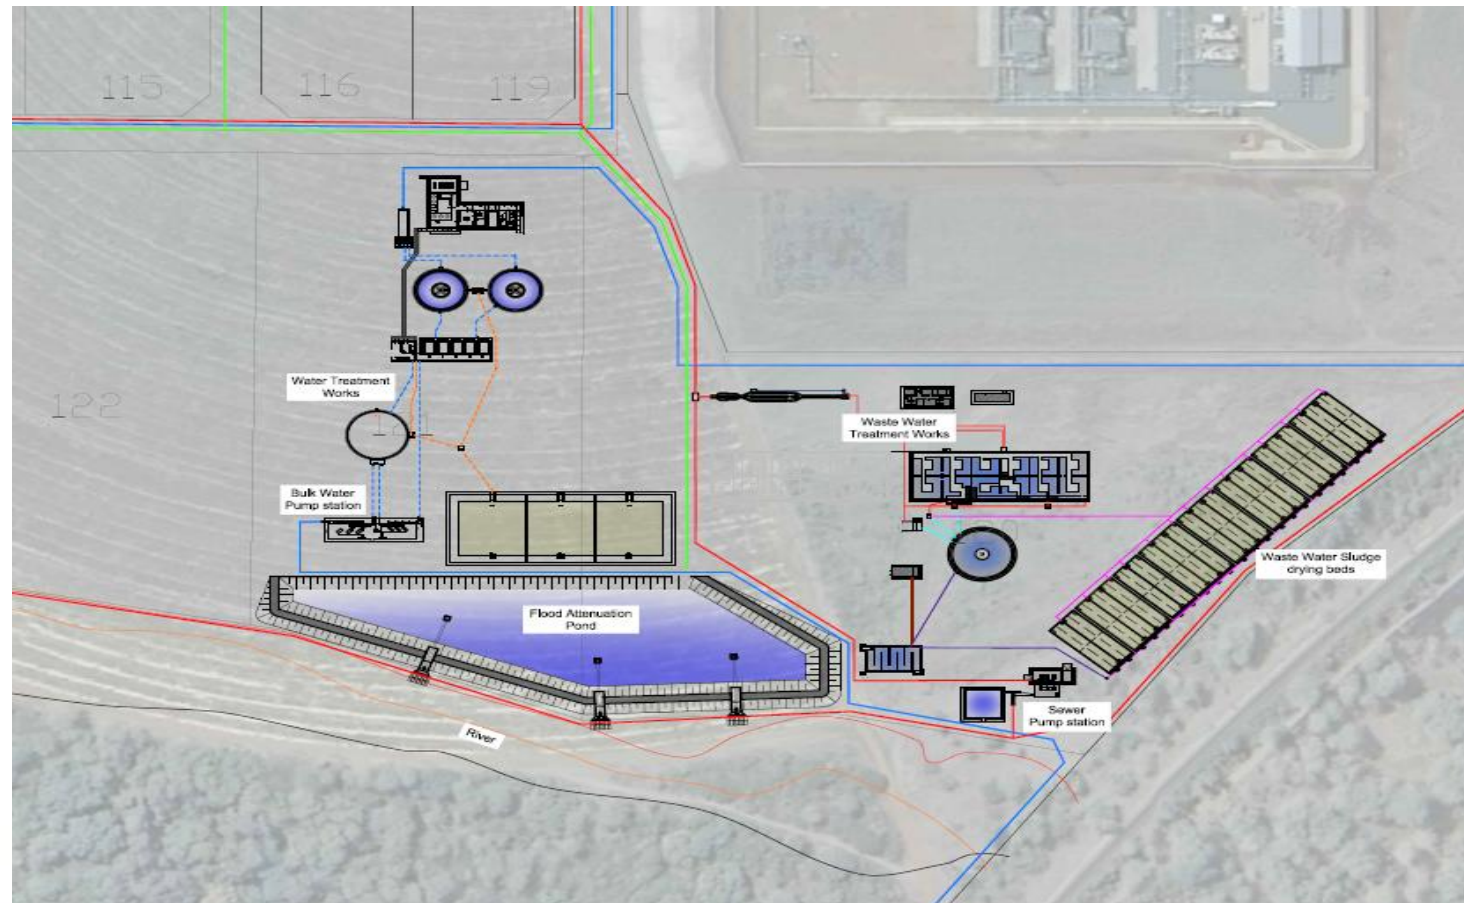 115
116
119
122
Water Treatment
Works
Waste Water
Treatment Works
Bulk Water
Pump station
Waste Water Sludge
drying beds
Flood Attenuation
Pond
Sewer
Pump station
River